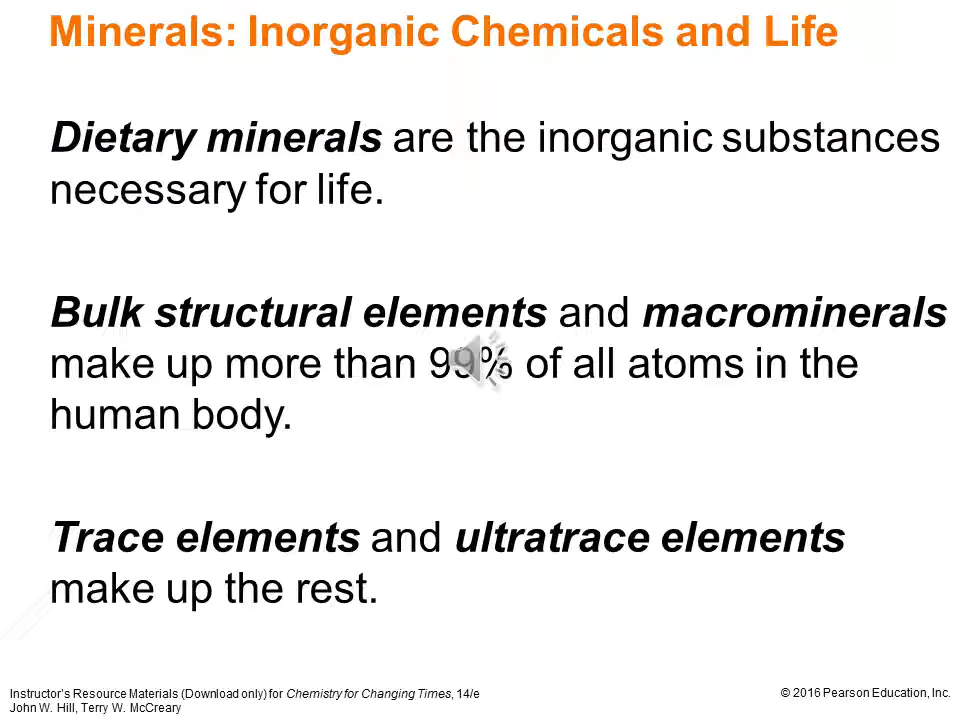 Minerals: Inorganic Chemicals and Life
Dietary minerals are the inorganic substances
necessary for life.
Bulk structural elements and macrominerals
make up more than 99% of all atoms in the
human body.
Trace elements and ultratrace elements
make up the rest.
Instructor's Resource Materials (Download only) for Chemistry for Changing Times, 14/e
John W. Hill, Terry W. McCreary
© 2016 Pearson Education, Inc.